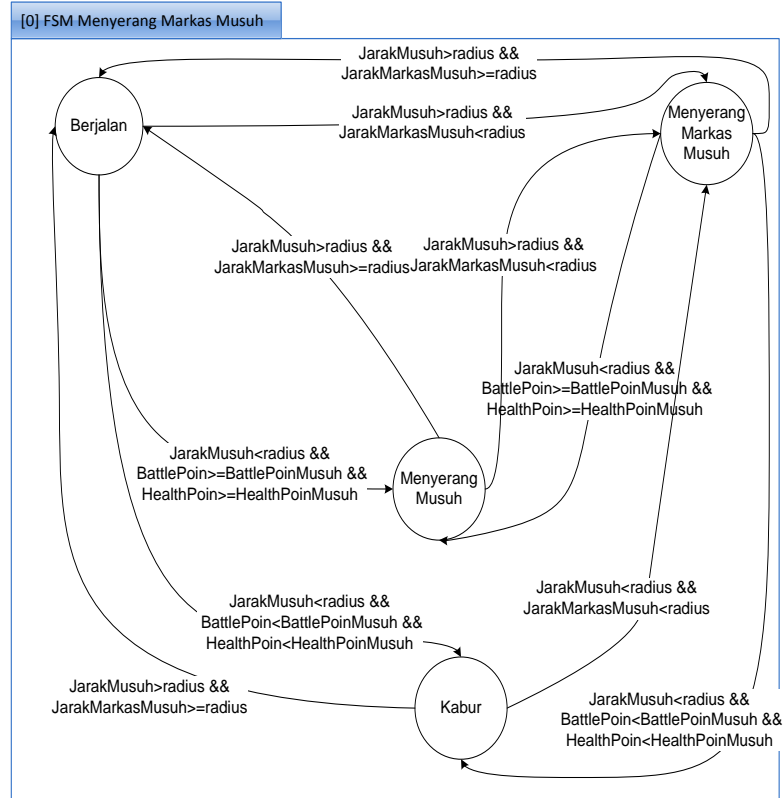 [0] FSM Menyerang Markas Musuh
JarakMusuh>radius &&
JarakMarkasMusuh>=radius
Berjalan
JarakMusuh>radius &&
JarakMarkasMusuh<radius
Menyerang
Markas
Musuh
JarakMusuh>radius &&
JarakMarkasMusuh>=radius
JarakMusuh>radius &&
JarakMarkasMusuh<radius
JarakMusuh<radius &&
BattlePoin>=BattlePoinMusuh &&
HealthPoin>=HealthPoinMusuh
JarakMusuh<radius &&
BattlePoin>=BattlePoinMusuh &&
HealthPoin>=HealthPoinMusuh
Menyerang
Musuh
JarakMusuh<radius &&
JarakMarkasMusuh<radius
JarakMusuh<radius &&
BattlePoin<BattlePoinMusuh &&
HealthPoin<HealthPoinMusuh
JarakMusuh>radius &&
JarakMarkasMusuh>=radius
Kabur
JarakMusuh<radius &&
BattlePoin<BattlePoinMusuh &&
HealthPoin<HealthPoinMusuh